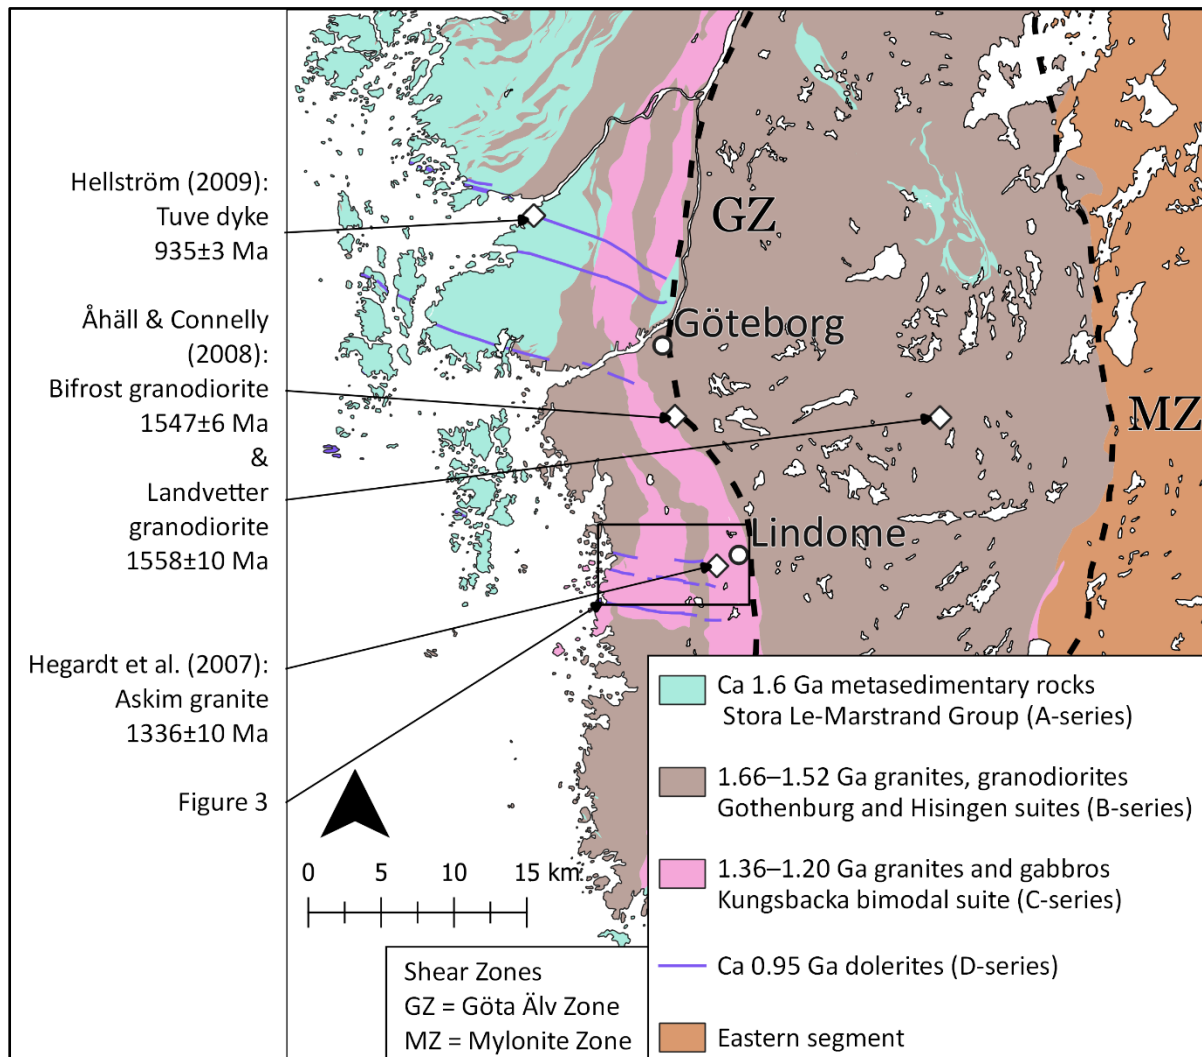 Hellström (2009):
Tuve dyke
935±3 Ma
Åhäll & Connelly
(2008):
Bifrost granodiorite
1547±6 Ma
&
Landvetter
granodiorite
1558±10 Ma
Hegardt et al. (2007):
Askim granite
1336±10 Ma
Figure 3
GZ
Göteborg
MZ
Lindome
0 5 10 15 km
Shear Zones
GZ = Göta Älv Zone
MZ = Mylonite Zone
Ca 1.6 Ga metasedimentary rocks
Stora Le-Marstrand Group (A-series)
1.66–1.52 Ga granites, granodiorites
Gothenburg and Hisingen suites (B-series)
1.36–1.20 Ga granites and gabbros
Kungsbacka bimodal suite (C-series)
Ca 0.95 Ga dolerites (D-series)
Eastern segment